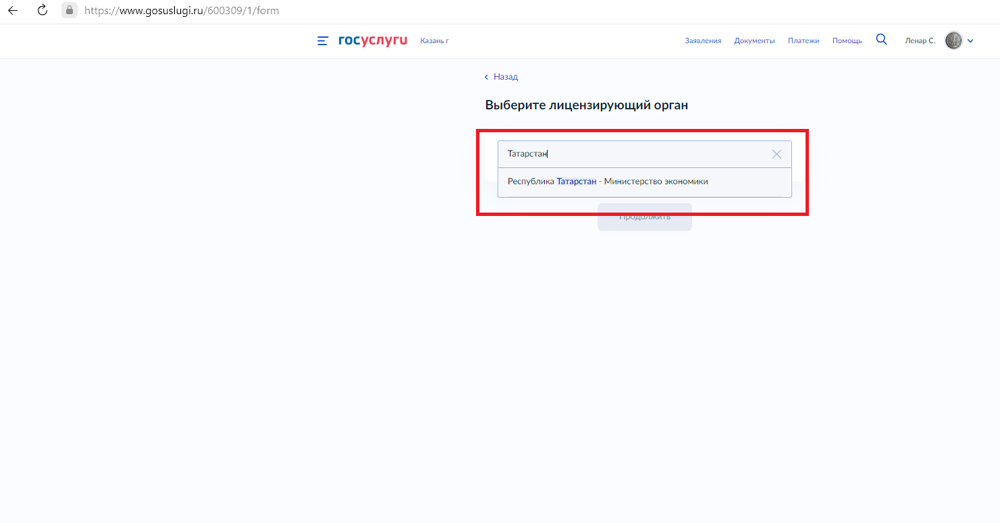 https://www.gosuslugi.ru/600309/1/form
госуслуги Казань г Заявления Документы Платежи Помощь Ленар С.
Назад
Выберите лицензирующий орган
Татарстан
Республика Татарстан - Министерство экономики
Продолжить